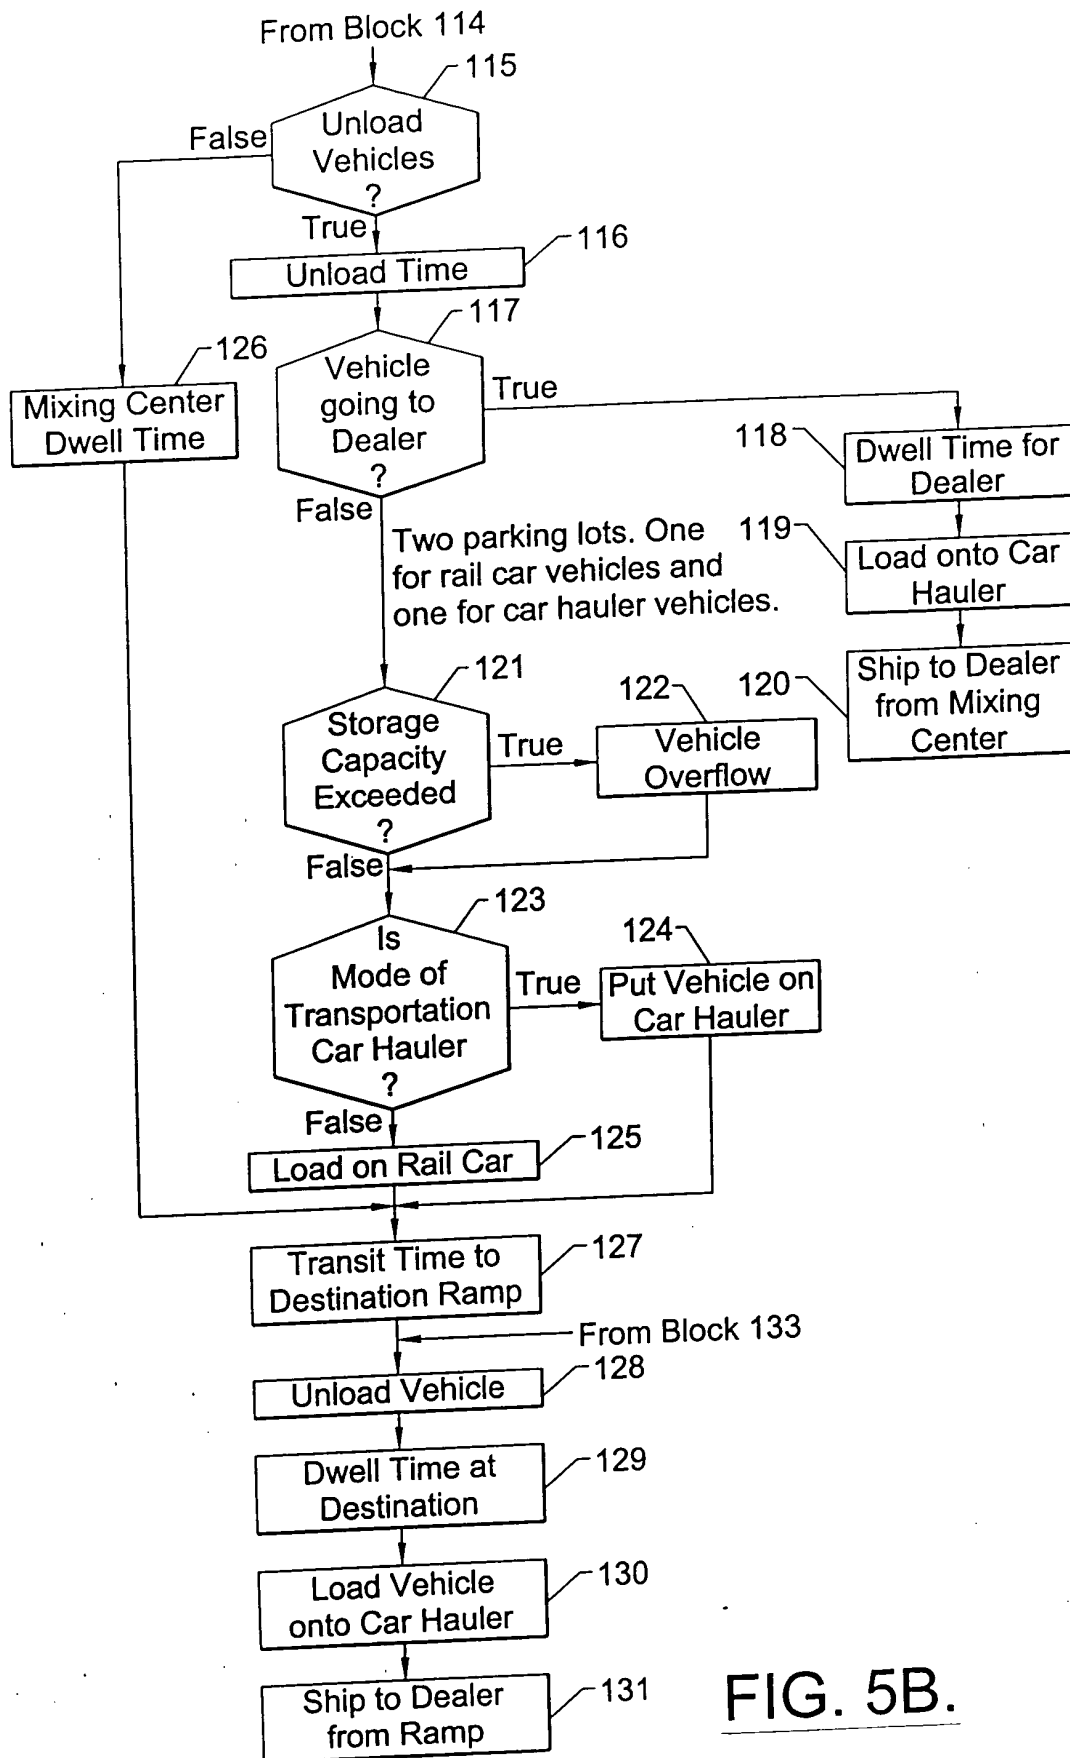 From Block 114
115
Unload
Vehicles
?
False
True
116
Unload Time
117
Vehicle
going to
Dealer
?
True
False
126
Mixing Center
Dwell Time
118
Dwell Time for
Dealer
Two parking lots. One
for rail car vehicles and
one for car hauler vehicles.
119
Load onto Car
Hauler
120
Ship to Dealer
from Mixing
Center
121
Storage
Capacity
Exceeded
?
True
122
Vehicle
Overflow
False
123
Is
Mode of
Transportation
Car Hauler
?
True
124
Put Vehicle on
Car Hauler
False
Load on Rail Car
125
Transit Time to
Destination Ramp
127
From Block 133
Unload Vehicle
128
Dwell Time at
Destination
129
Load Vehicle
onto Car Hauler
130
Ship to Dealer
from Ramp
131
FIG. 5B.